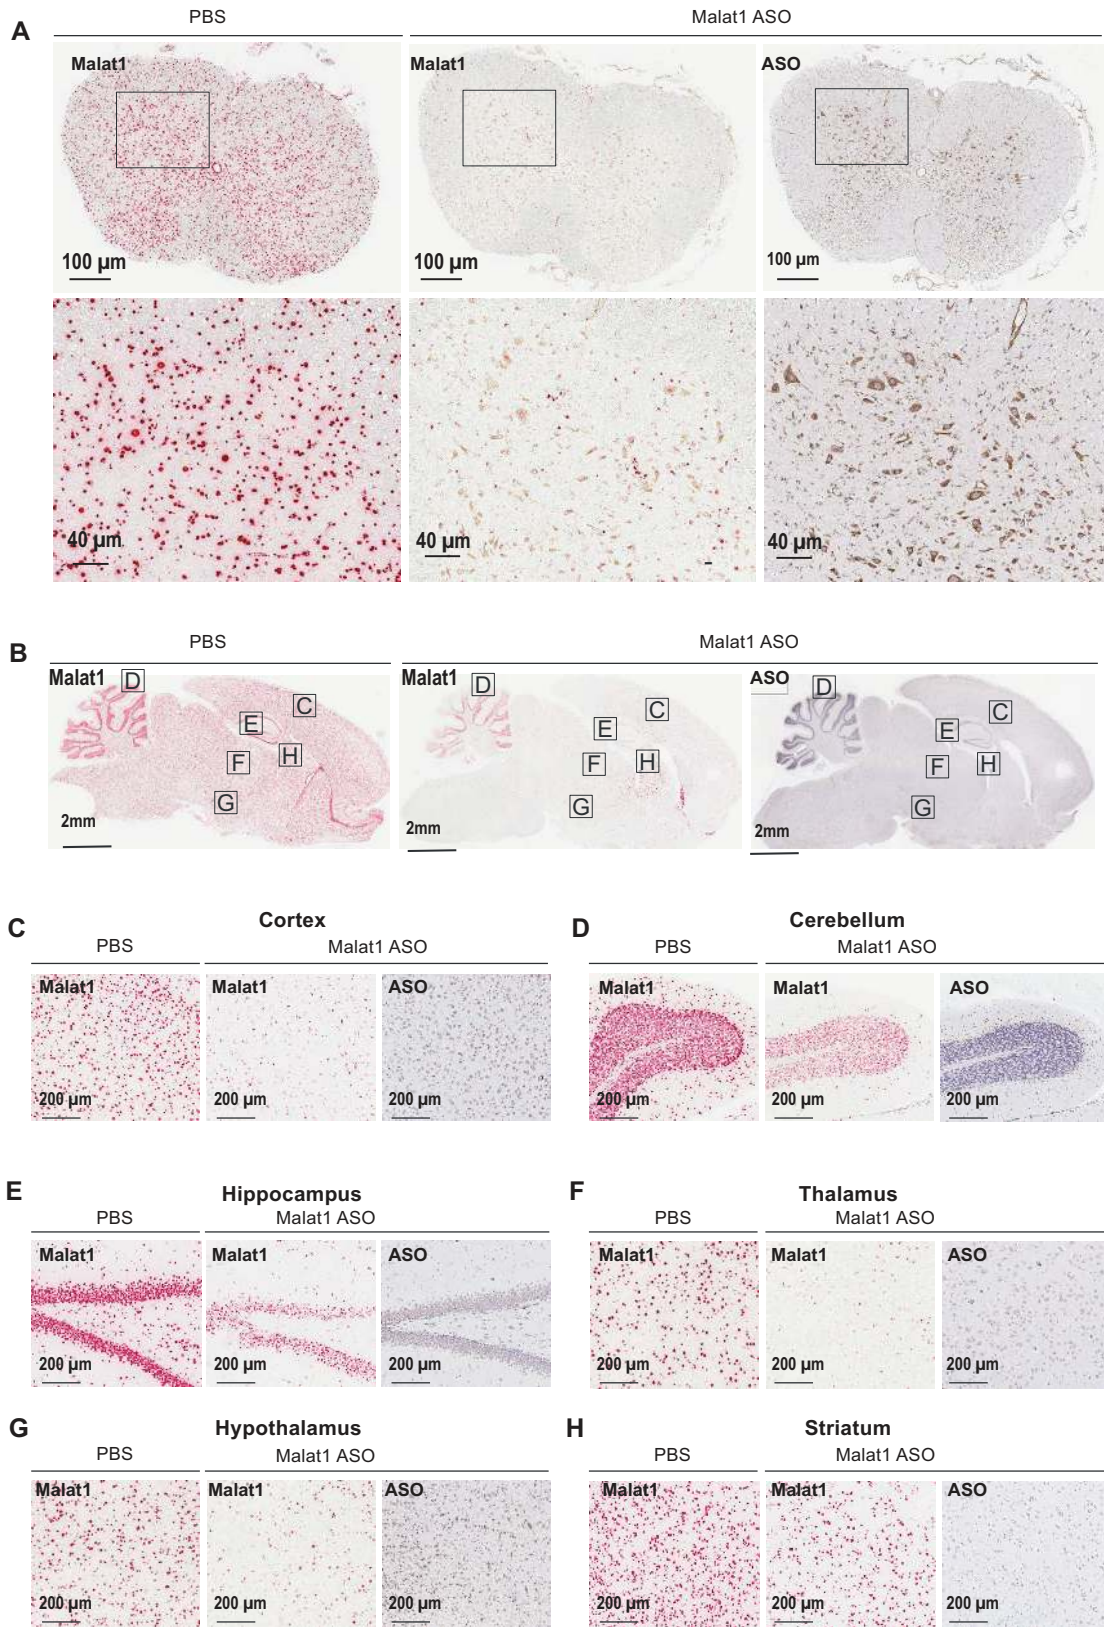 A
PBS
Malat1 ASO
Malat1
Malat1
ASO
100 µm
100 µm
100 µm
40 µm
40 µm
40 µm
B
PBS
Malat1 ASO
Malat1
Malat1
ASO
D
C
E
F
H
G
2mm
D
C
E
F
H
G
2mm
D
C
E
F
H
G
2mm
C
Cortex
PBS
Malat1 ASO
Malat1
Malat1
ASO
200 µm
200 µm
200 µm
D
Cerebellum
PBS
Malat1 ASO
Malat1
Malat1
ASO
200 µm
200 µm
200 µm
E
Hippocampus
PBS
Malat1 ASO
Malat1
Malat1
ASO
200 µm
200 µm
200 µm
F
Thalamus
PBS
Malat1 ASO
Malat1
Malat1
ASO
200 µm
200 µm
200 µm
G
Hypothalamus
PBS
Malat1 ASO
Malat1
Malat1
ASO
200 µm
200 µm
200 µm
H
Striatum
PBS
Malat1 ASO
Malat1
Malat1
ASO
200 µm
200 µm
200 µm